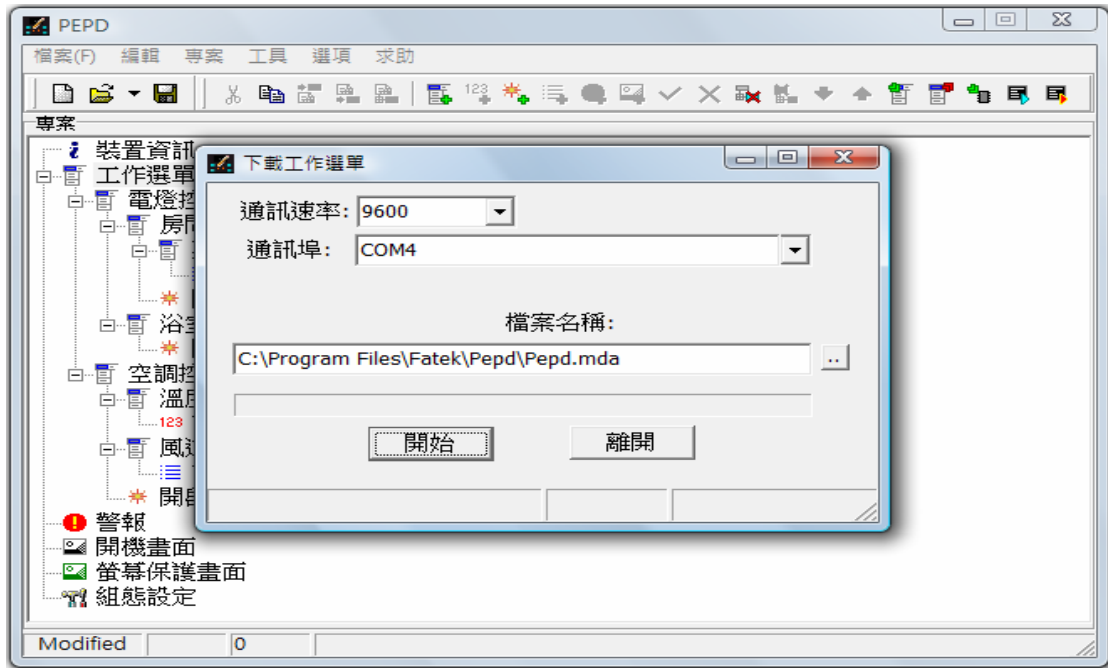 PEPD
檔案(F) 編輯 專案 工具 選項 求助
專案
裝置資訊
工作選單
電燈控
房間
浴室
空調控
溫度
123
風速
開啟
警報
開機畫面
螢幕保護畫面
組態設定
下載工作選單
通訊速率: 9600
通訊埠: COM4
檔案名稱:
C:\Program Files\Fatek\Pepd\Pepd.mda
..
開始 離開
Modified 0